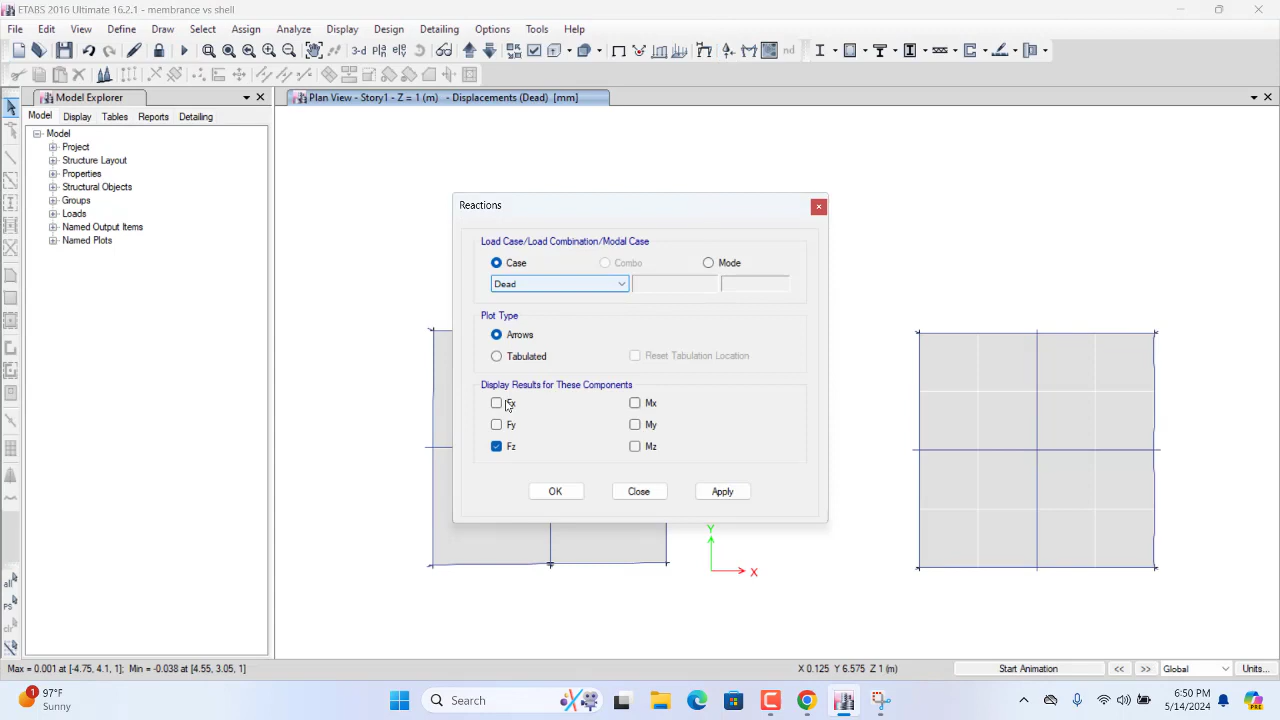 ETABS 2016 Ultimate 16.2.1 - membrance vs shell
File Edit View Define Draw Select Assign Analyze Display Design Detailing Options Tools Help
3-d
nd
Model Explorer
Plan View - Story1 - Z = 1 (m) - Displacements (Dead) [mm]
Model Display Tables Reports Detailing
Model
Project
Structure Layout
Properties
Structural Objects
Groups
Loads
Named Output Items
Named Plots
Reactions
Load Case/Load Combination/Modal Case
Case Combo Mode
Dead
Plot Type
Arrows
Tabulated Reset Tabulation Location
Display Results for These Components
Fx Mx
Fy My
Fz Mz
OK Close Apply
Y
X
all
PS
clr
Max = 0.001 at [-4.75, 4.1, 1]; Min = -0.038 at [4.55, 3.05, 1]
X 0.125 Y 6.575 Z 1 (m)
Start Animation
<< >>
Global
Units...
1
97°F
Sunny
Search
6:50 PM
5/14/2024